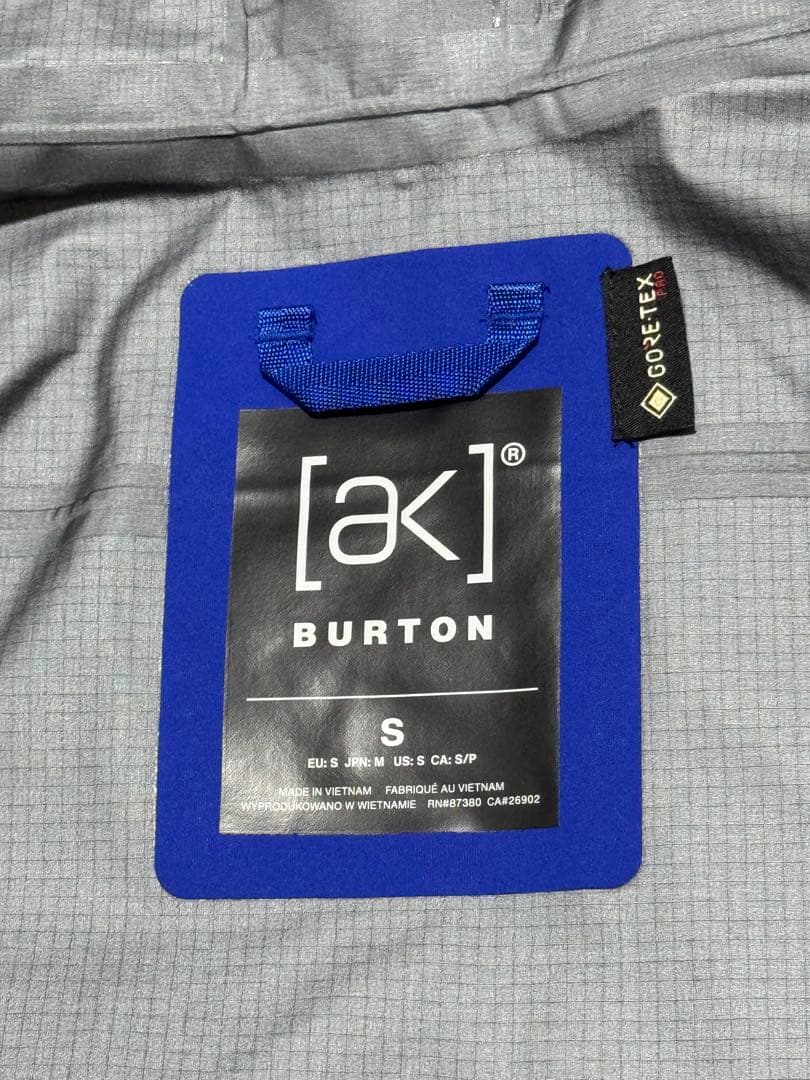 GORE-TEX
PRO
[ak]®
BURTON
S
EU: S JPN: M US: S CA: S/P
MADE IN VIETNAM FABRIQUÉ AU VIETNAM
WYPRODUKOWANO W WIETNAMIE RN#87380 CA#26902